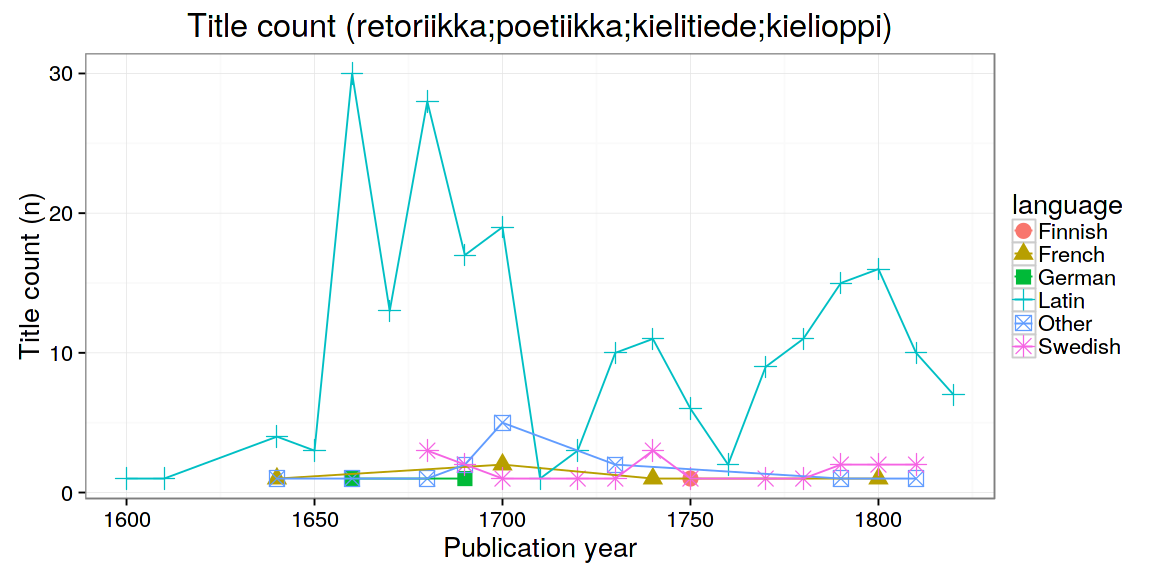 Title count (retoriikka;poetiikka;kielitiede;kielioppi)
Title count (n)
30
20
10
0
1600 1650 1700 1750 1800
Publication year
language
Finnish
French
German
Latin
Other
Swedish